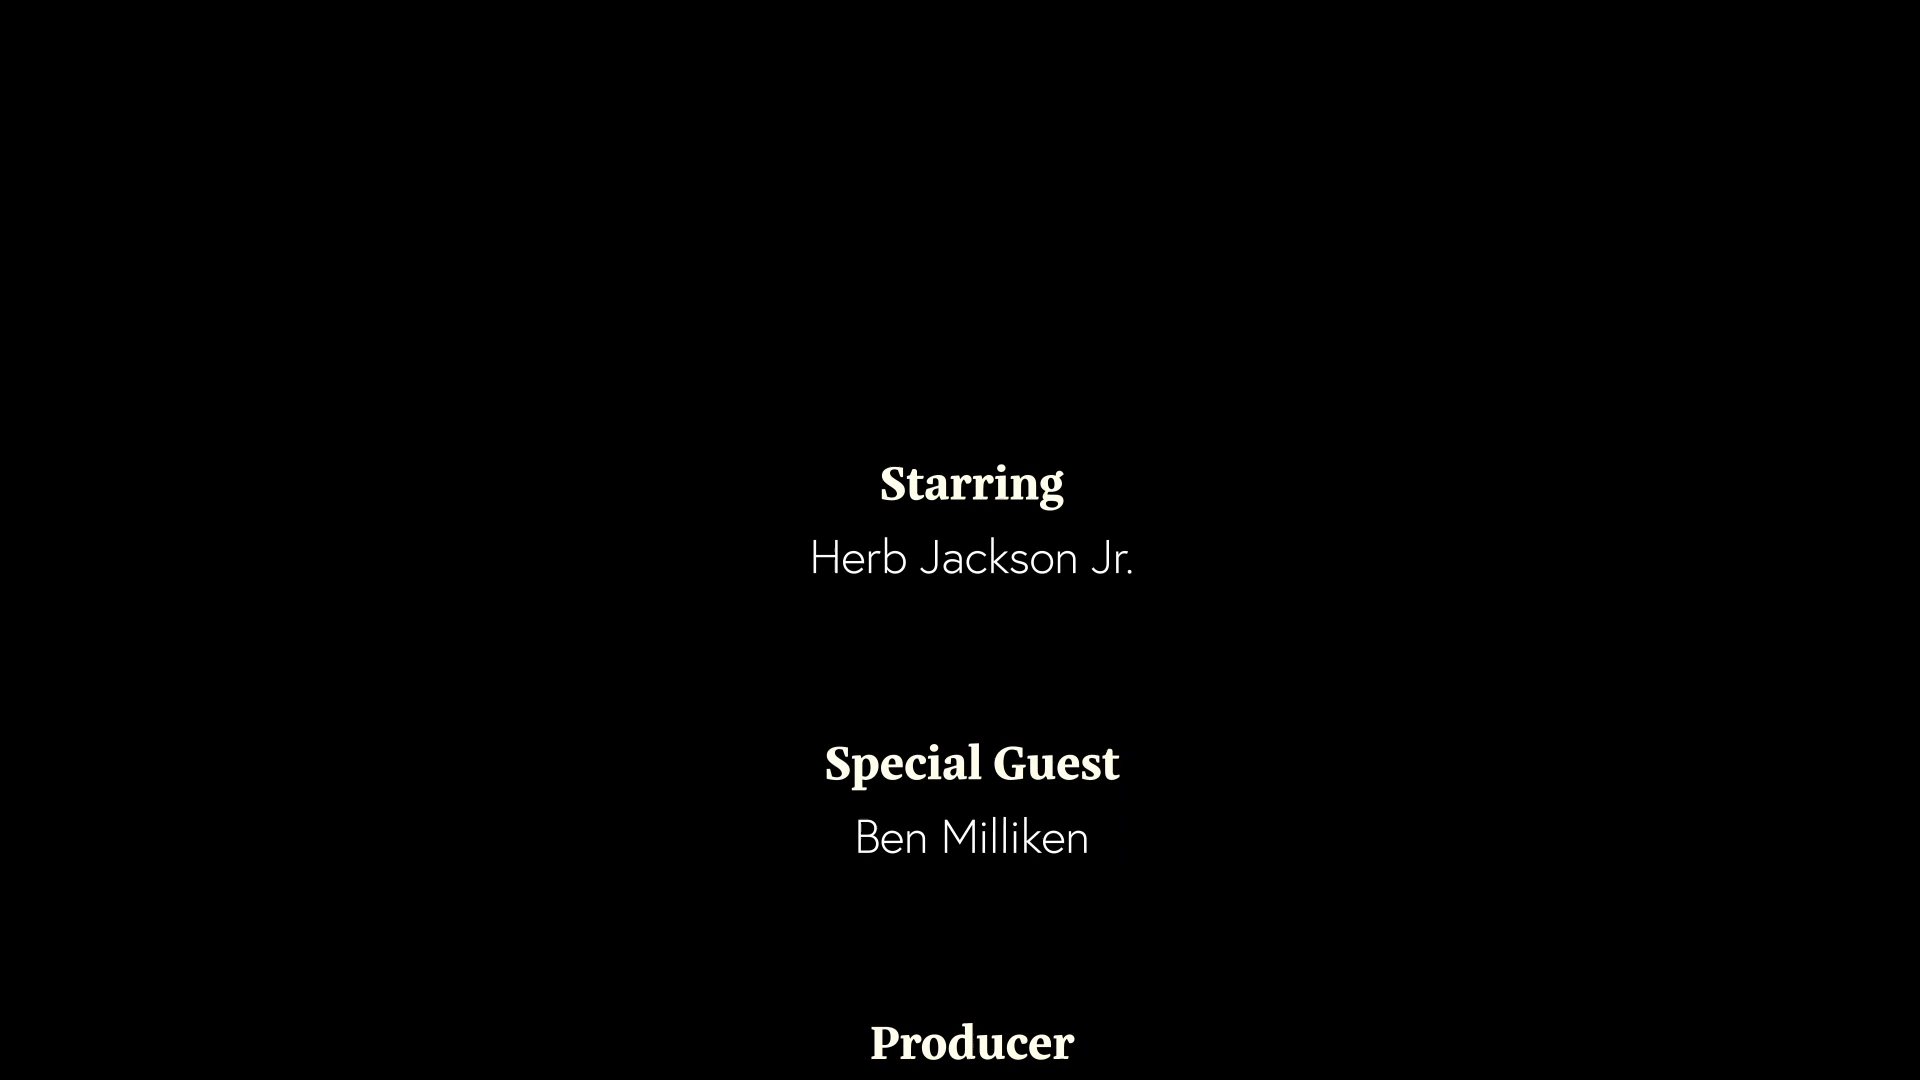 Starring
Herb Jackson Jr.
Special Guest
Ben Milliken
Producer